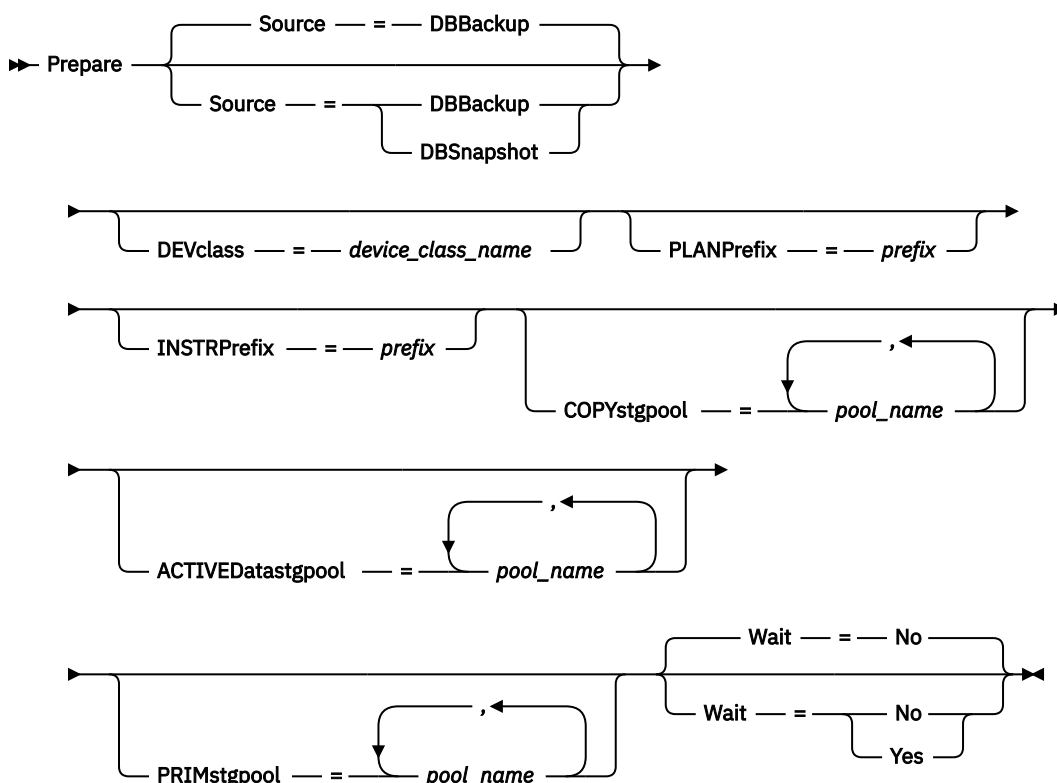 Source = DBBackup
Prepare
Source = DBBackup
DBSnapshot
DEVclass = device_class_name PLANPrefix = prefix
INSTRPrefix = prefix
,
COPYstgpool = pool_name
,
ACTIVEDatastgpool = pool_name
Wait = No
,
Wait = No
Yes
PRIMstgpool = pool_name